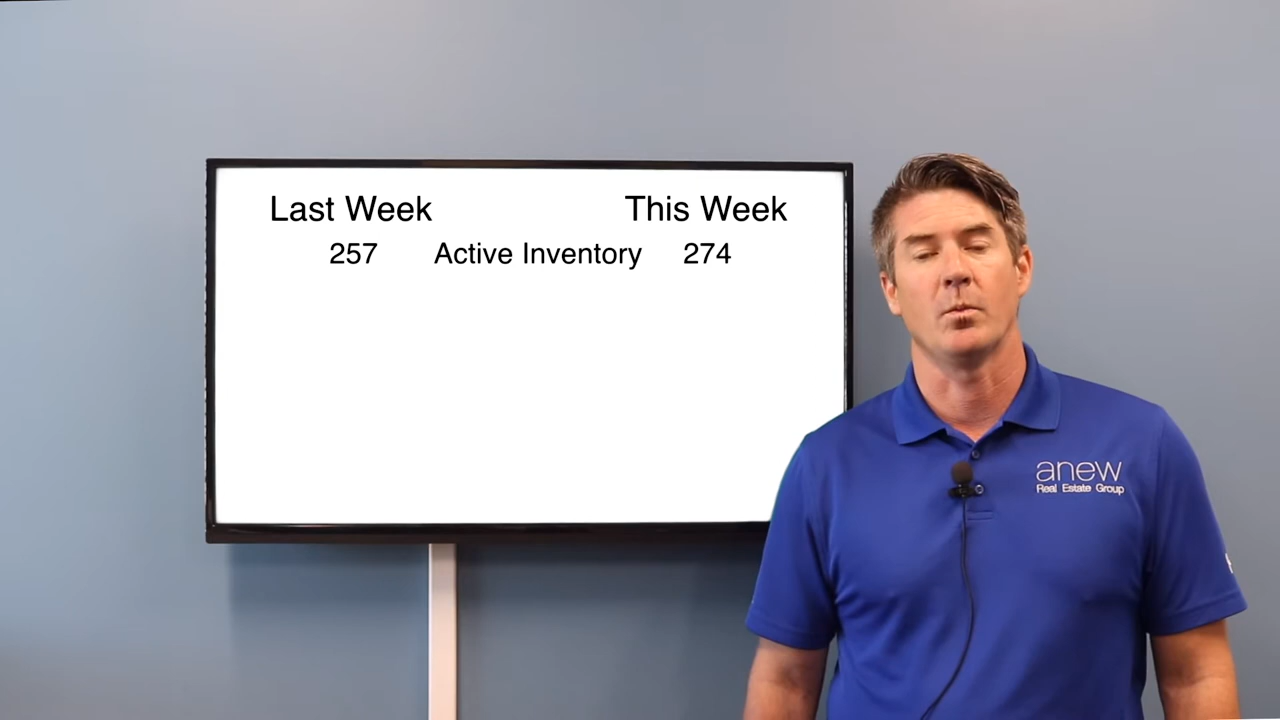 Last Week This Week
257 Active Inventory 274
anew
Real Estate Group